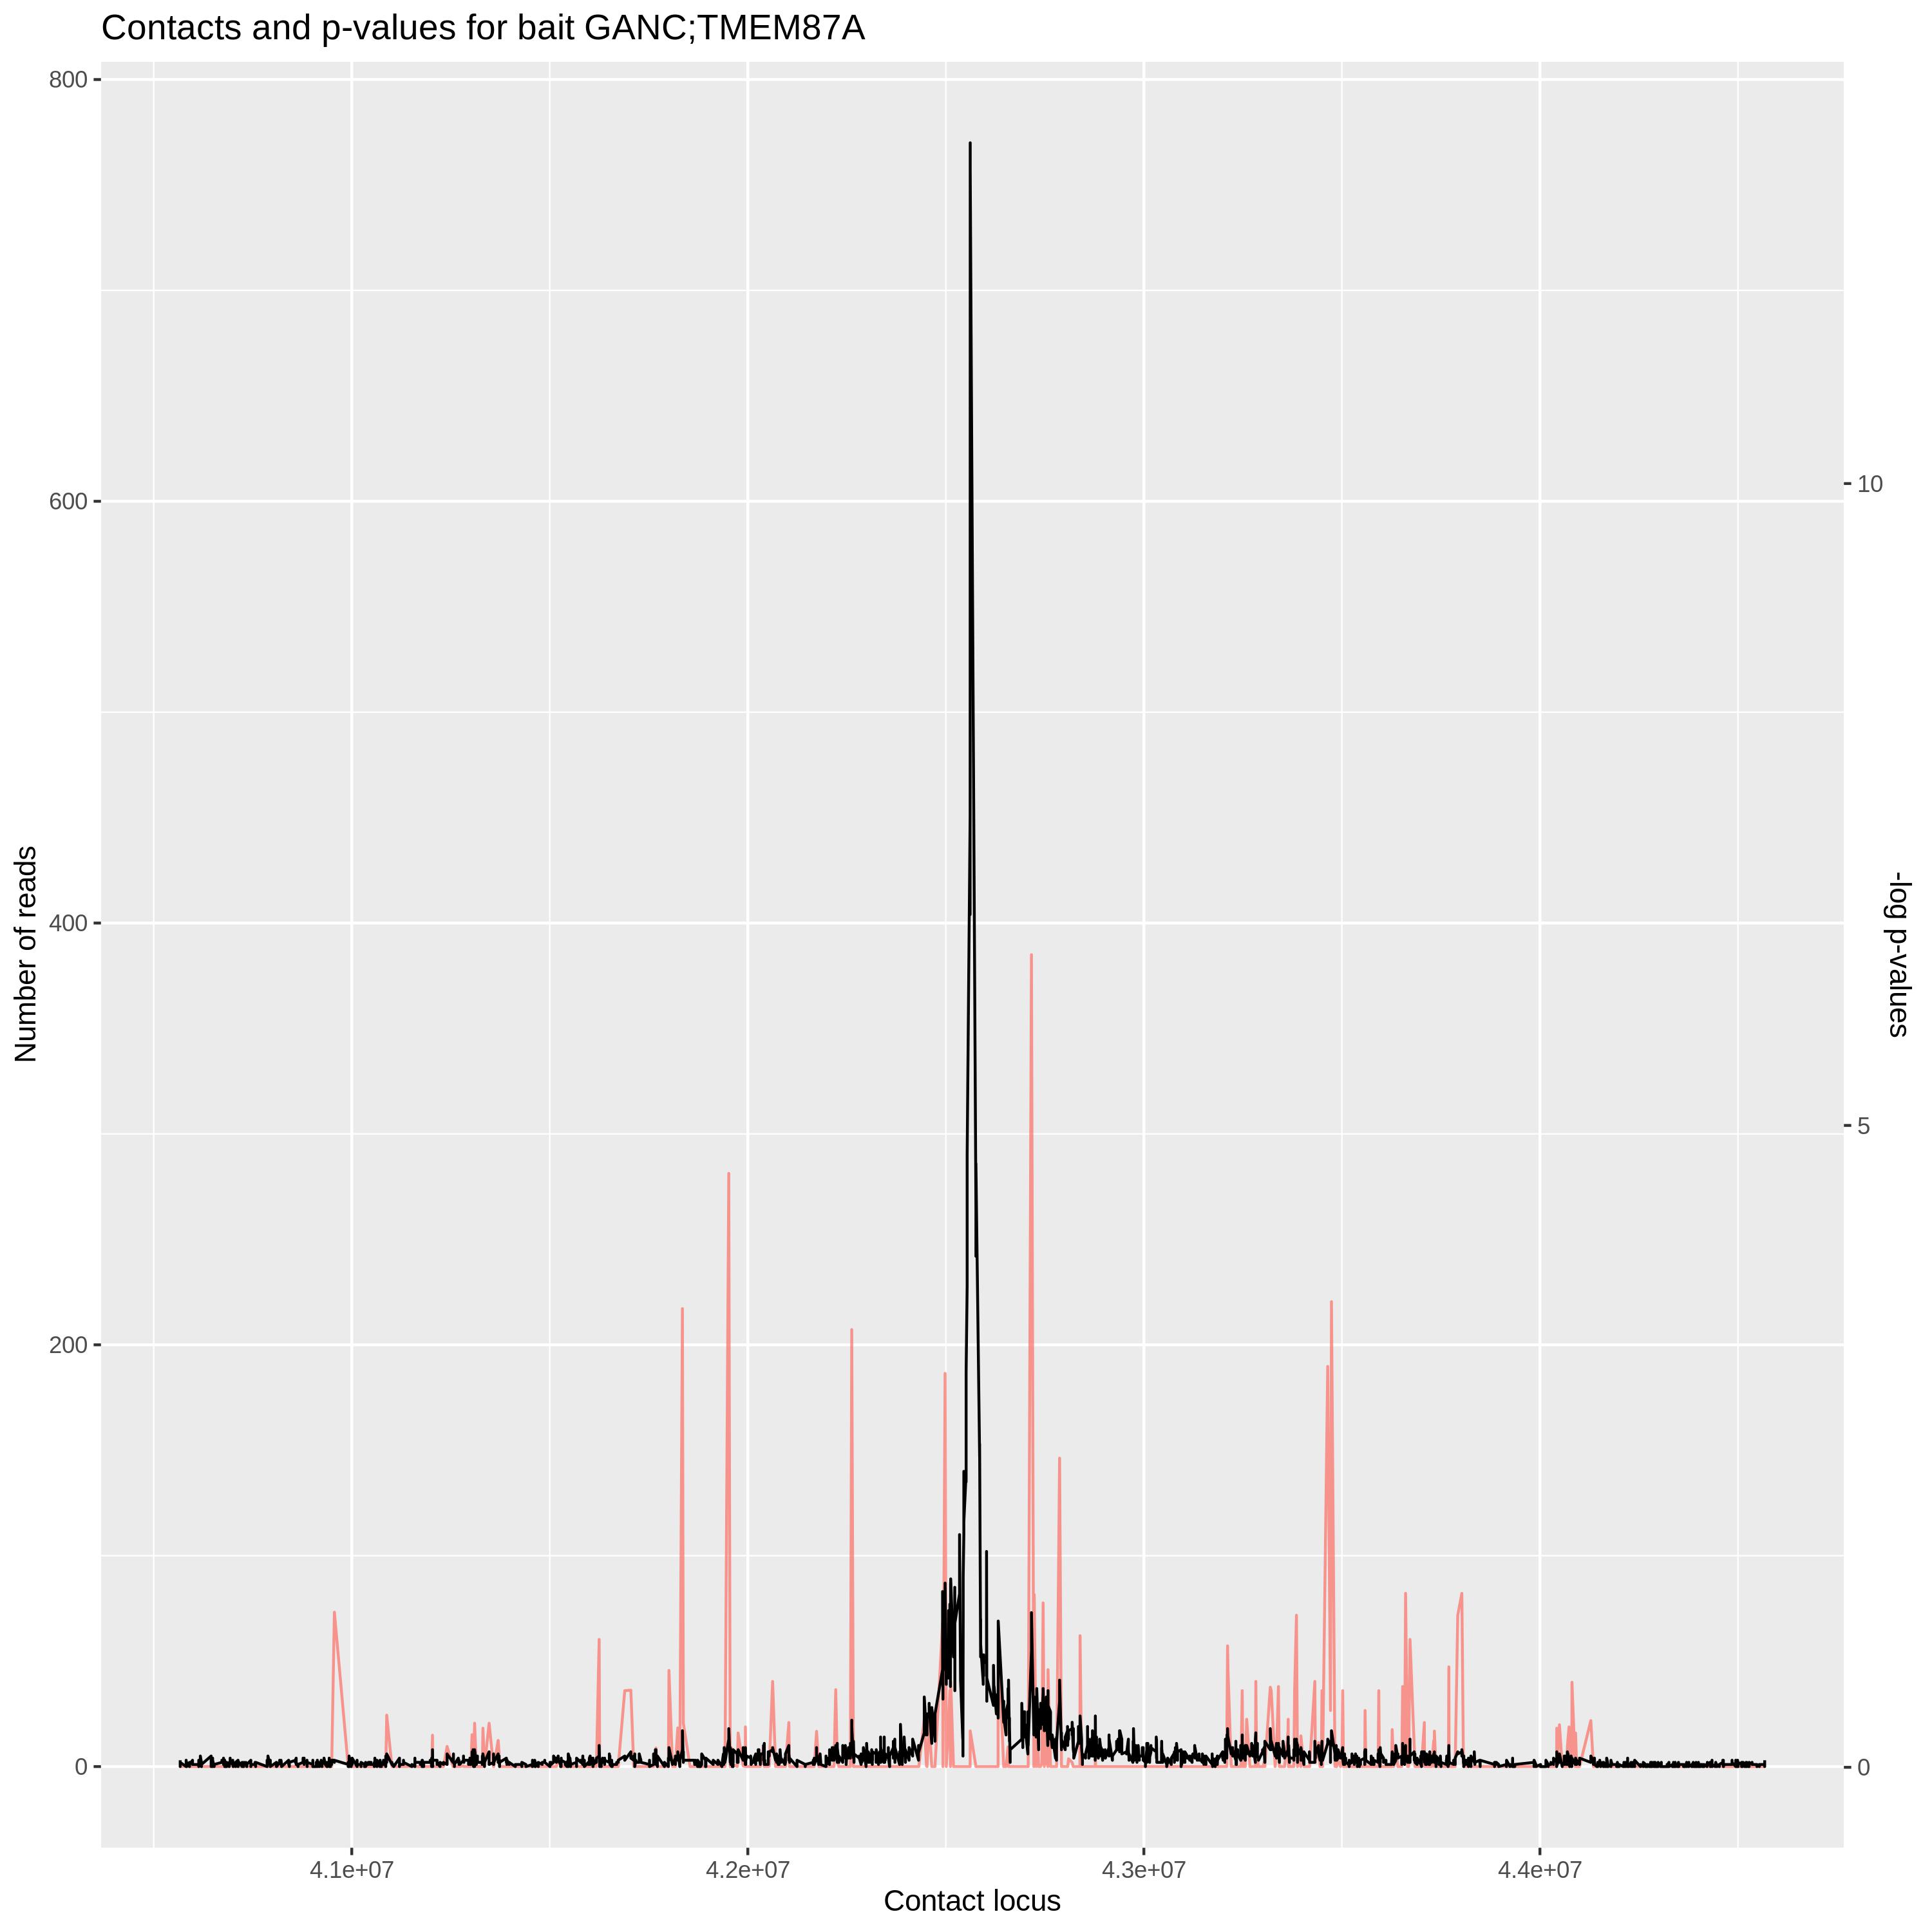 Contacts and p-values for bait GANC;TMEM87A
800
600
400
200
0
Number of reads
10
5
0
-log p-values
4.1e+07
4.2e+07
4.3e+07
4.4e+07
Contact locus